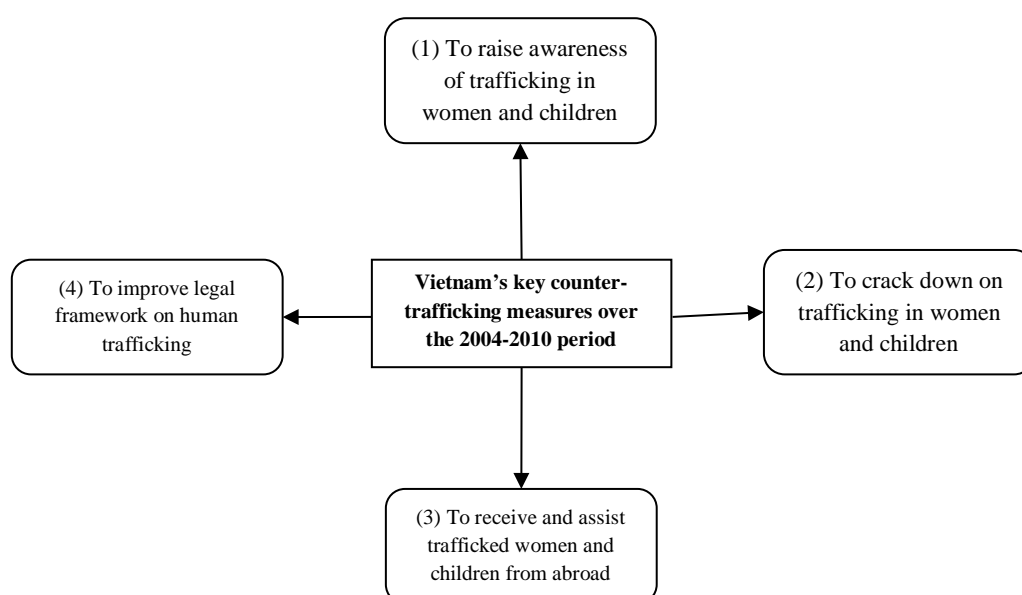 (1) To raise awareness
of trafficking in
women and children
(4) To improve legal
framework on human
trafficking
Vietnam’s key counter-
trafficking measures over
the 2004-2010 period
(2) To crack down on
trafficking in women
and children
(3) To receive and assist
trafficked women and
children from abroad